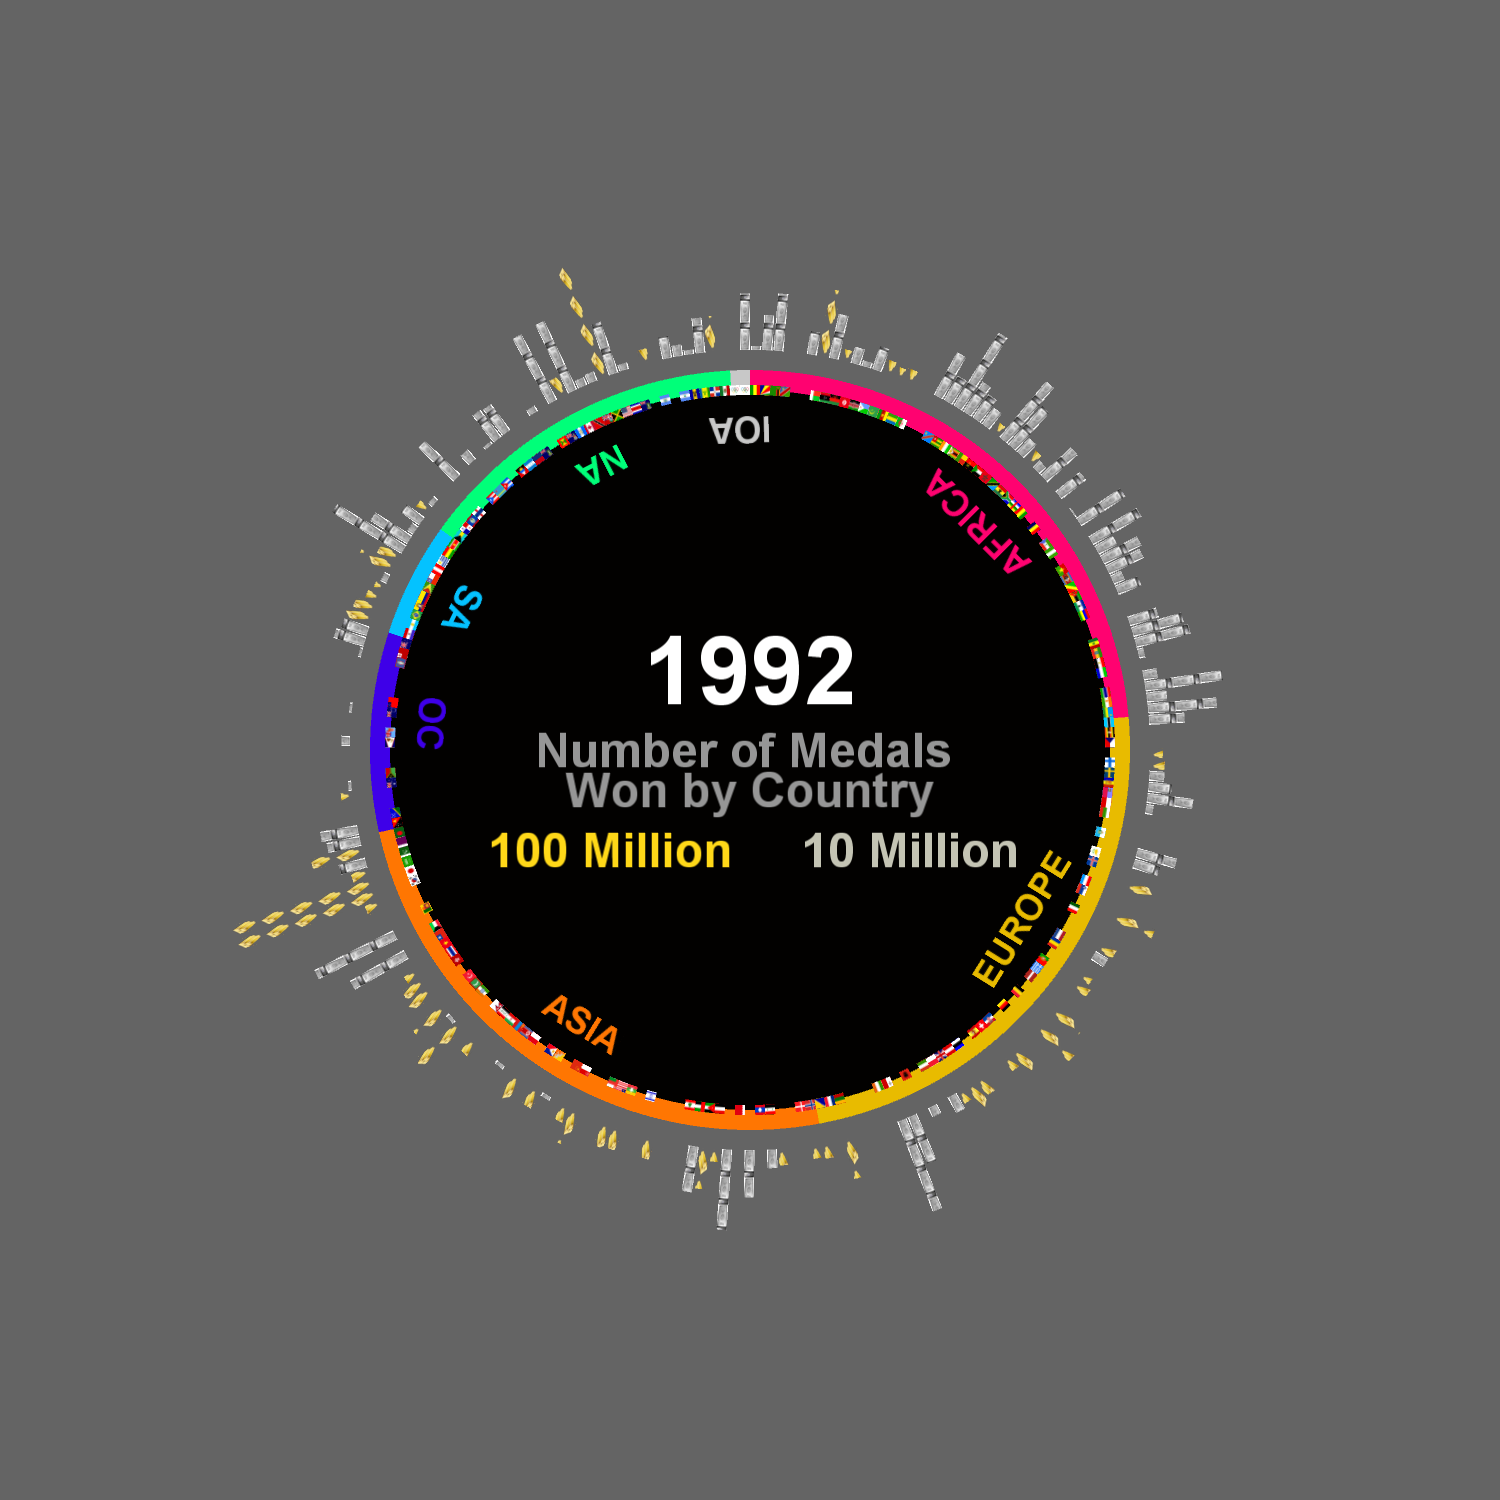 IOA
NA
AFRICA
SA
1992
OC
Number of Medals
Won by Country
100 Million
10 Million
EUROPE
ASIA